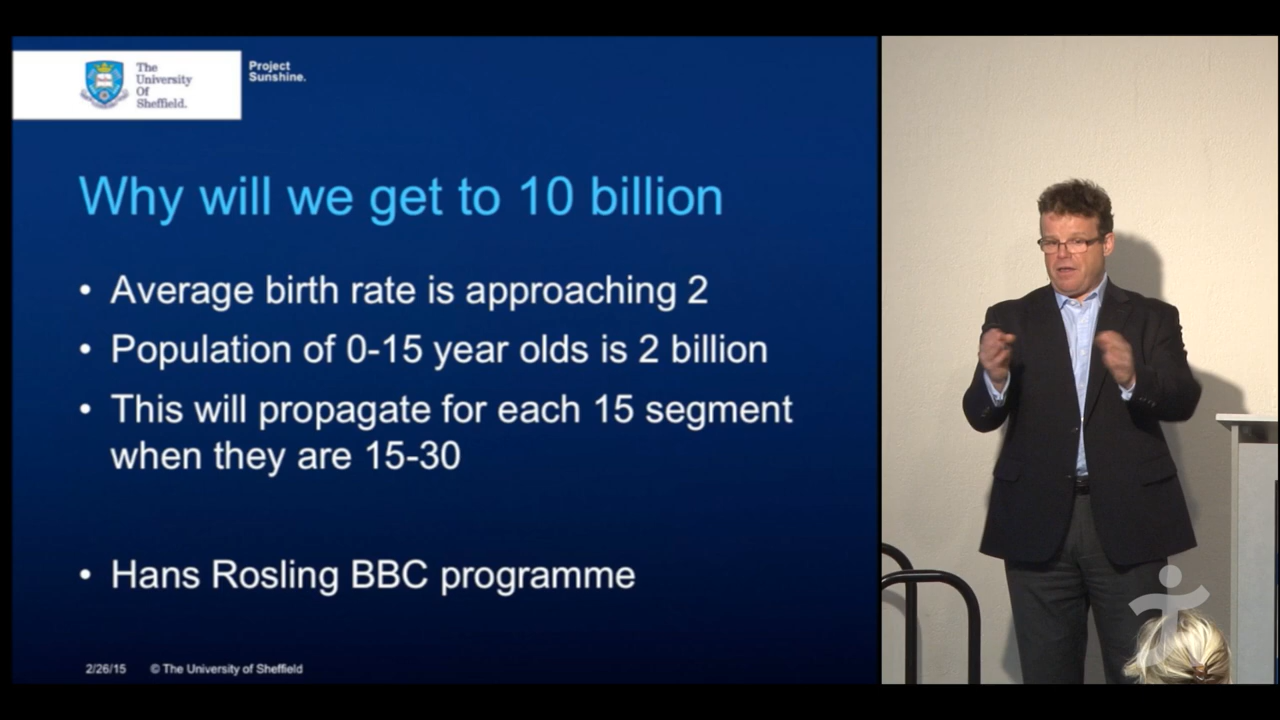 The
University
Of
Sheffield.
Project
Sunshine.
Why will we get to 10 billion
• Average birth rate is approaching 2
• Population of 0-15 year olds is 2 billion
• This will propagate for each 15 segment
when they are 15-30
• Hans Rosling BBC programme
2/26/15 © The University of Sheffield